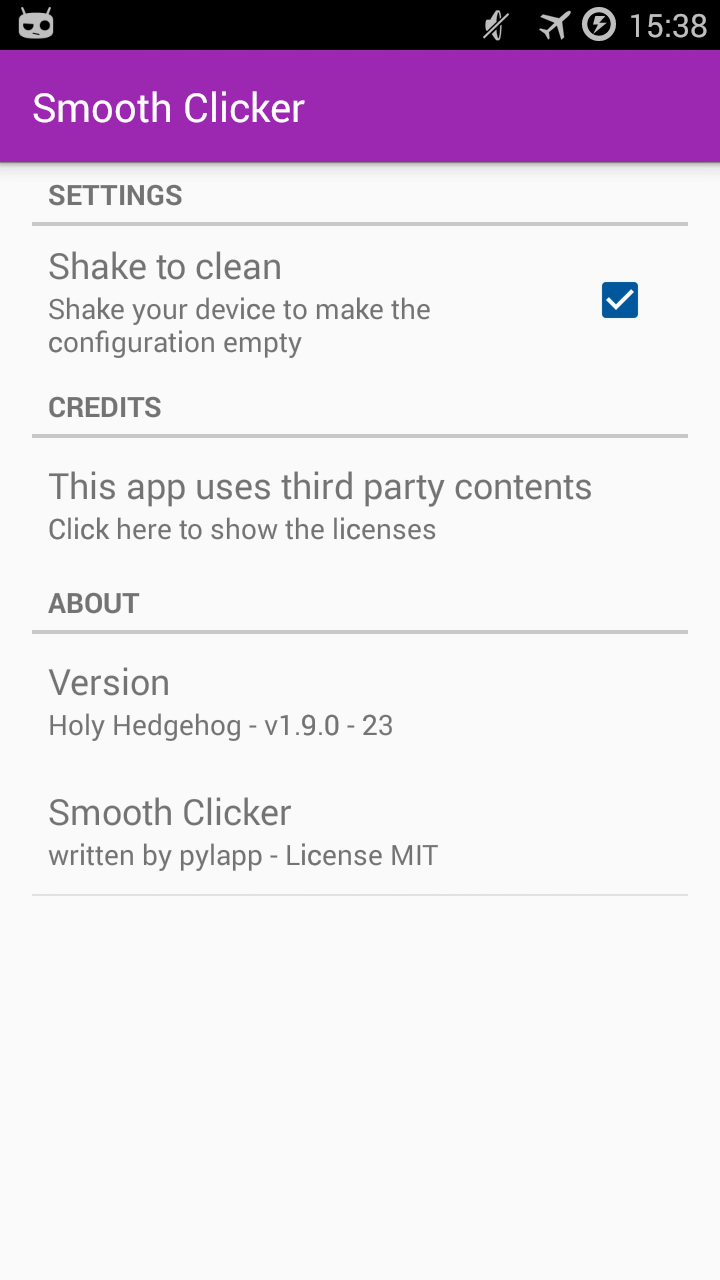 15:38
Smooth Clicker
SETTINGS
Shake to clean
Shake your device to make the
configuration empty
CREDITS
This app uses third party contents
Click here to show the licenses
ABOUT
Version
Holy Hedgehog - v1.9.0 - 23
Smooth Clicker
written by pylapp - License MIT